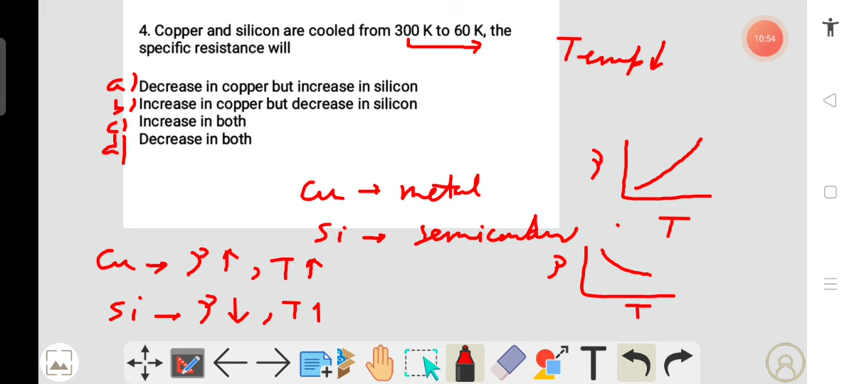 4. Copper and silicon are cooled from 300 K to 60 K, the
specific resistance will
a) Decrease in copper but increase in silicon
b) Increase in copper but decrease in silicon
c) Increase in both
d) Decrease in both
Temp ↓
Cu → metal
Si → semiconductor
Cu → ρ ↑, T ↑
Si → ρ ↓, T ↑
ρ
T
ρ
T
10:54
T